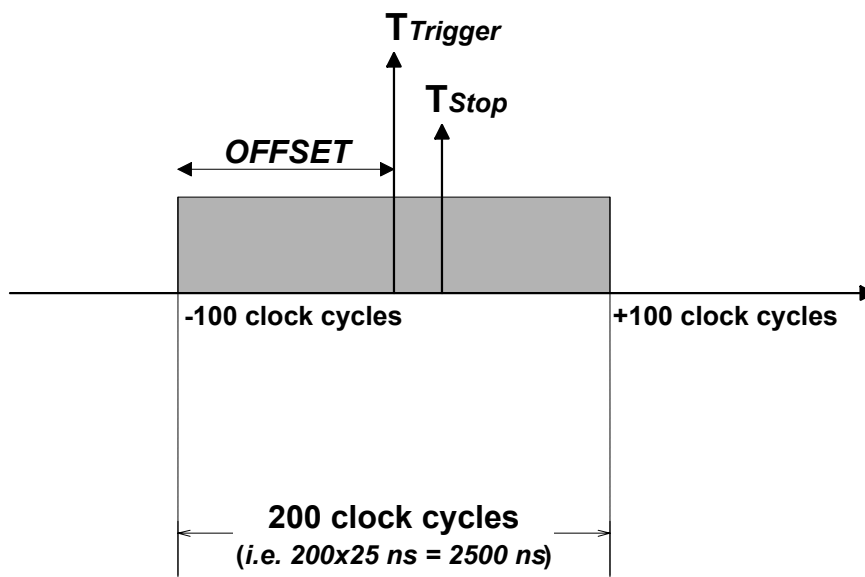 TTrigger
TStop
OFFSET
-100 clock cycles
+100 clock cycles
200 clock cycles
(i.e. 200x25 ns = 2500 ns)